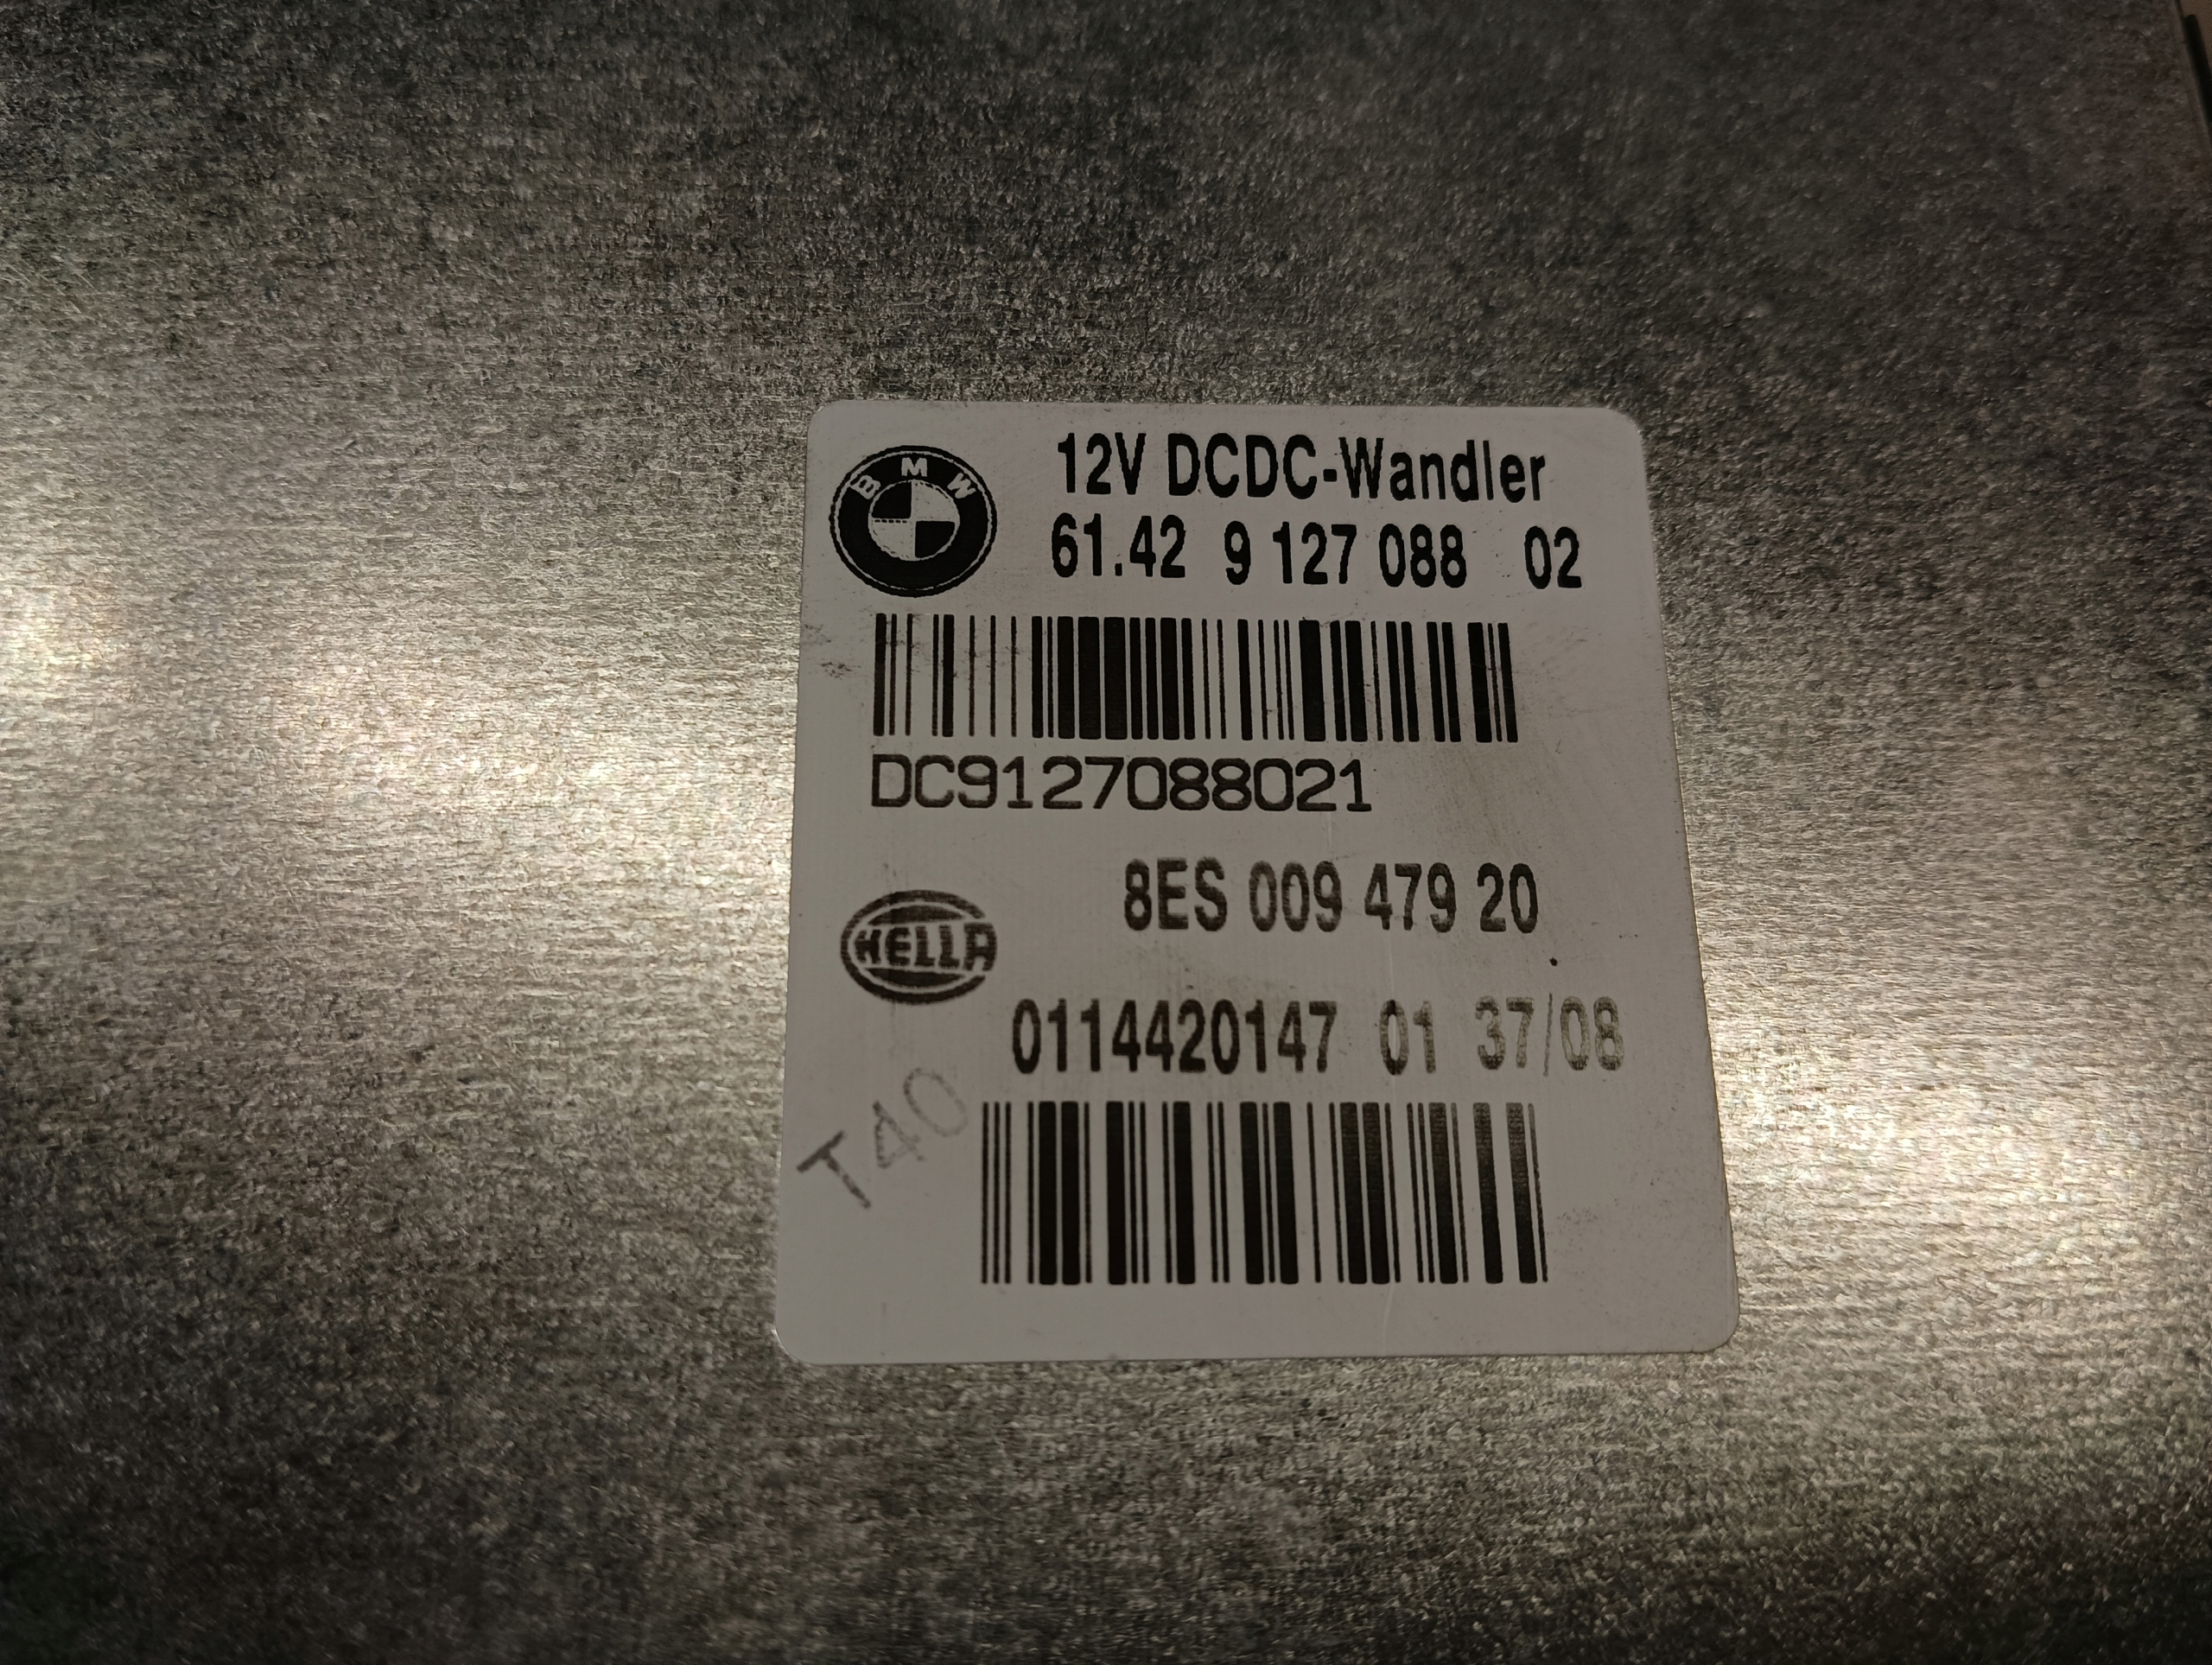 BMW
12V DCDC-Wandler
61.42 9 127 088 02
DC9127088021
8ES 009 479 20
HELLA
0114420147 01 37/08
T40